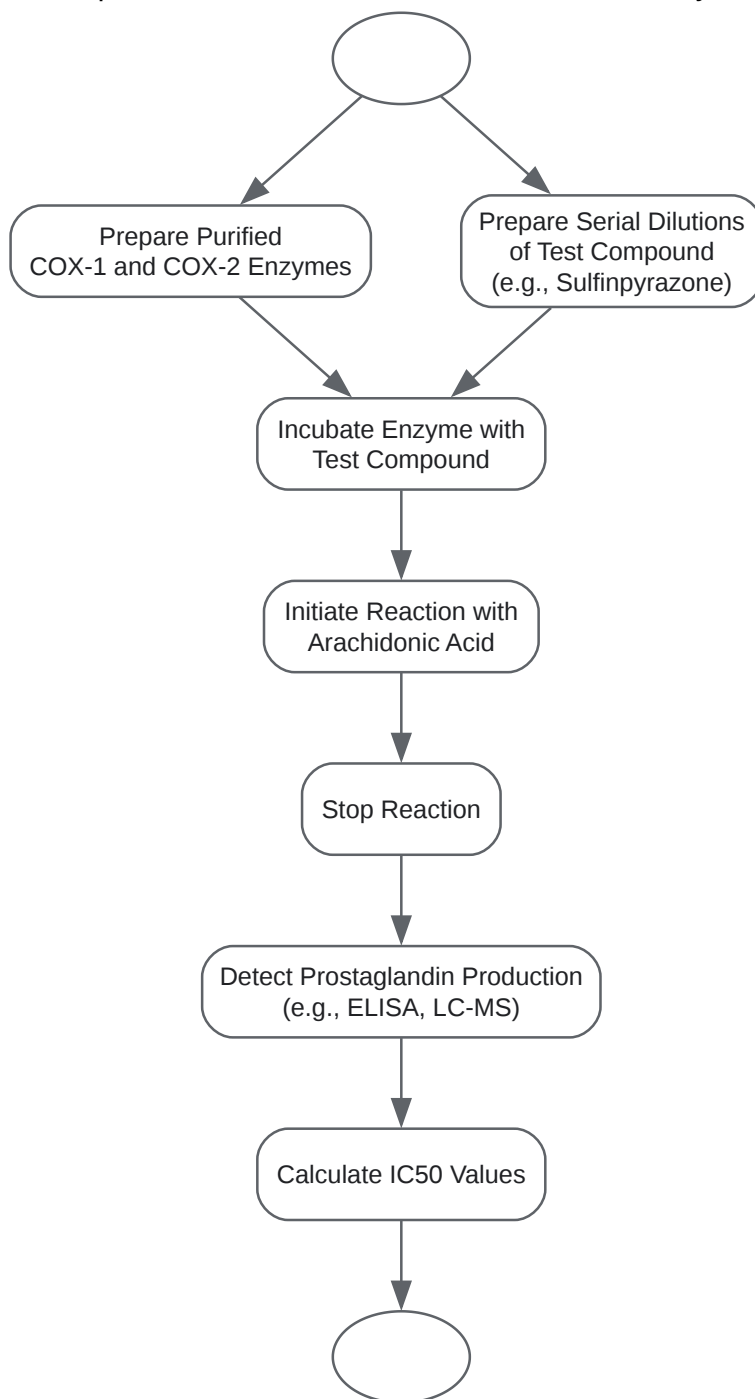 Prepare Purified
COX-1 and COX-2 Enzymes
Prepare Serial Dilutions
of Test Compound
(e.g., Sulfinpyrazone)
Incubate Enzyme with
Test Compound
Initiate Reaction with
Arachidonic Acid
Stop Reaction
Detect Prostaglandin Production
(e.g., ELISA, LC-MS)
Calculate IC50 Values